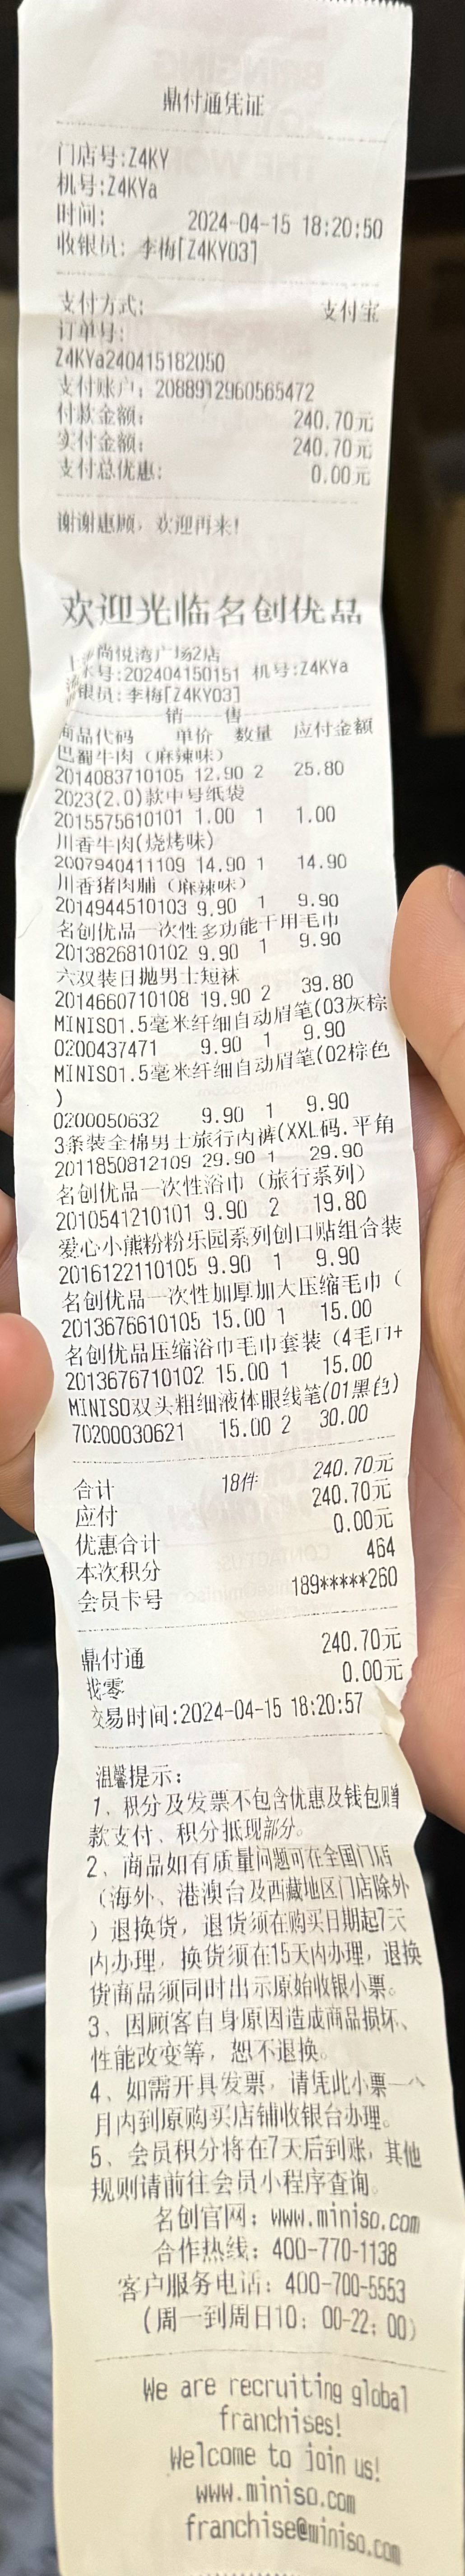 鼎付通凭证
门店号:Z4KY
机号:Z4KYa
时间: 2024-04-15 18:20:50
收银员: 李梅[Z4KY03]
支付方式: 支付宝
订单号:
Z4KYa240415182050
支付账户: 2088912960565472
付款金额: 240.70元
实付金额: 240.70元
支付总优惠: 0.00元
谢谢惠顾，欢迎再来!
欢迎光临名创优品
尚悦湾广场2店
号:202404150151 机号:Z4KYa
银员:李梅[Z4KY03]
销----售
商品代码 单价 数量 应付金额
巴蜀牛肉（麻辣味）
2014083710105 12.90 2 25.80
2023(2.0)款中号纸袋
2015575610101 1.00 1 1.00
川香牛肉(烧烤味)
2007940411109 14.90 1 14.90
川香猪肉脯（麻辣味）
2014944510103 9.90 1 9.90
名创优品一次性多功能干用毛巾
2013826810102 9.90 1 9.90
六双装日抛男士短袜
2014660710108 19.90 2 39.80
MINISO1.5毫米纤细自动眉笔(03灰棕
0200437471 9.90 1 9.90
MINISO1.5毫米纤细自动眉笔(02棕色
)
0200050632 9.90 1 9.90
3条装全棉男士旅行内裤(XXL码.平角
2011850812109 29.90 1 29.90
名创优品一次性浴巾（旅行系列）
2010541210101 9.90 2 19.80
爱心小熊粉粉乐园系列创口贴组合装
2016122110105 9.90 1 9.90
名创优品一次性加厚加大压缩毛巾（
2013676610105 15.00 1 15.00
名创优品压缩浴巾毛巾套装（4毛巾+
2013676710102 15.00 1 15.00
MINISO双头粗细液体眼线笔(01黑色)
70200030621 15.00 2 30.00
合计 18件 240.70元
应付 240.70元
优惠合计 0.00元
本次积分 464
会员卡号 189*****260
鼎付通 240.70元
找零 0.00元
交易时间:2024-04-15 18:20:57
温馨提示:
1、积分及发票不包含优惠及钱包赠
款支付、积分抵现部分。
2、商品如有质量问题可在全国门店
（海外、港澳台及西藏地区门店除外
）退换货，退货须在购买日期起7天
内办理，换货须在15天内办理，退换
货商品须同时出示原始收银小票。
3、因顾客自身原因造成商品损坏、
性能改变等，恕不退换。
4、如需开具发票，请凭此小票一个
月内到原购买店铺收银台办理。
5、会员积分将在7天后到账，其他
规则请前往会员小程序查询。
名创官网: www.miniso.com
合作热线: 400-770-1138
客户服务电话: 400-700-5553
(周一到周日10: 00-22: 00)
We are recruiting global
franchises!
Welcome to join us!
www.miniso.com
franchise@miniso.com